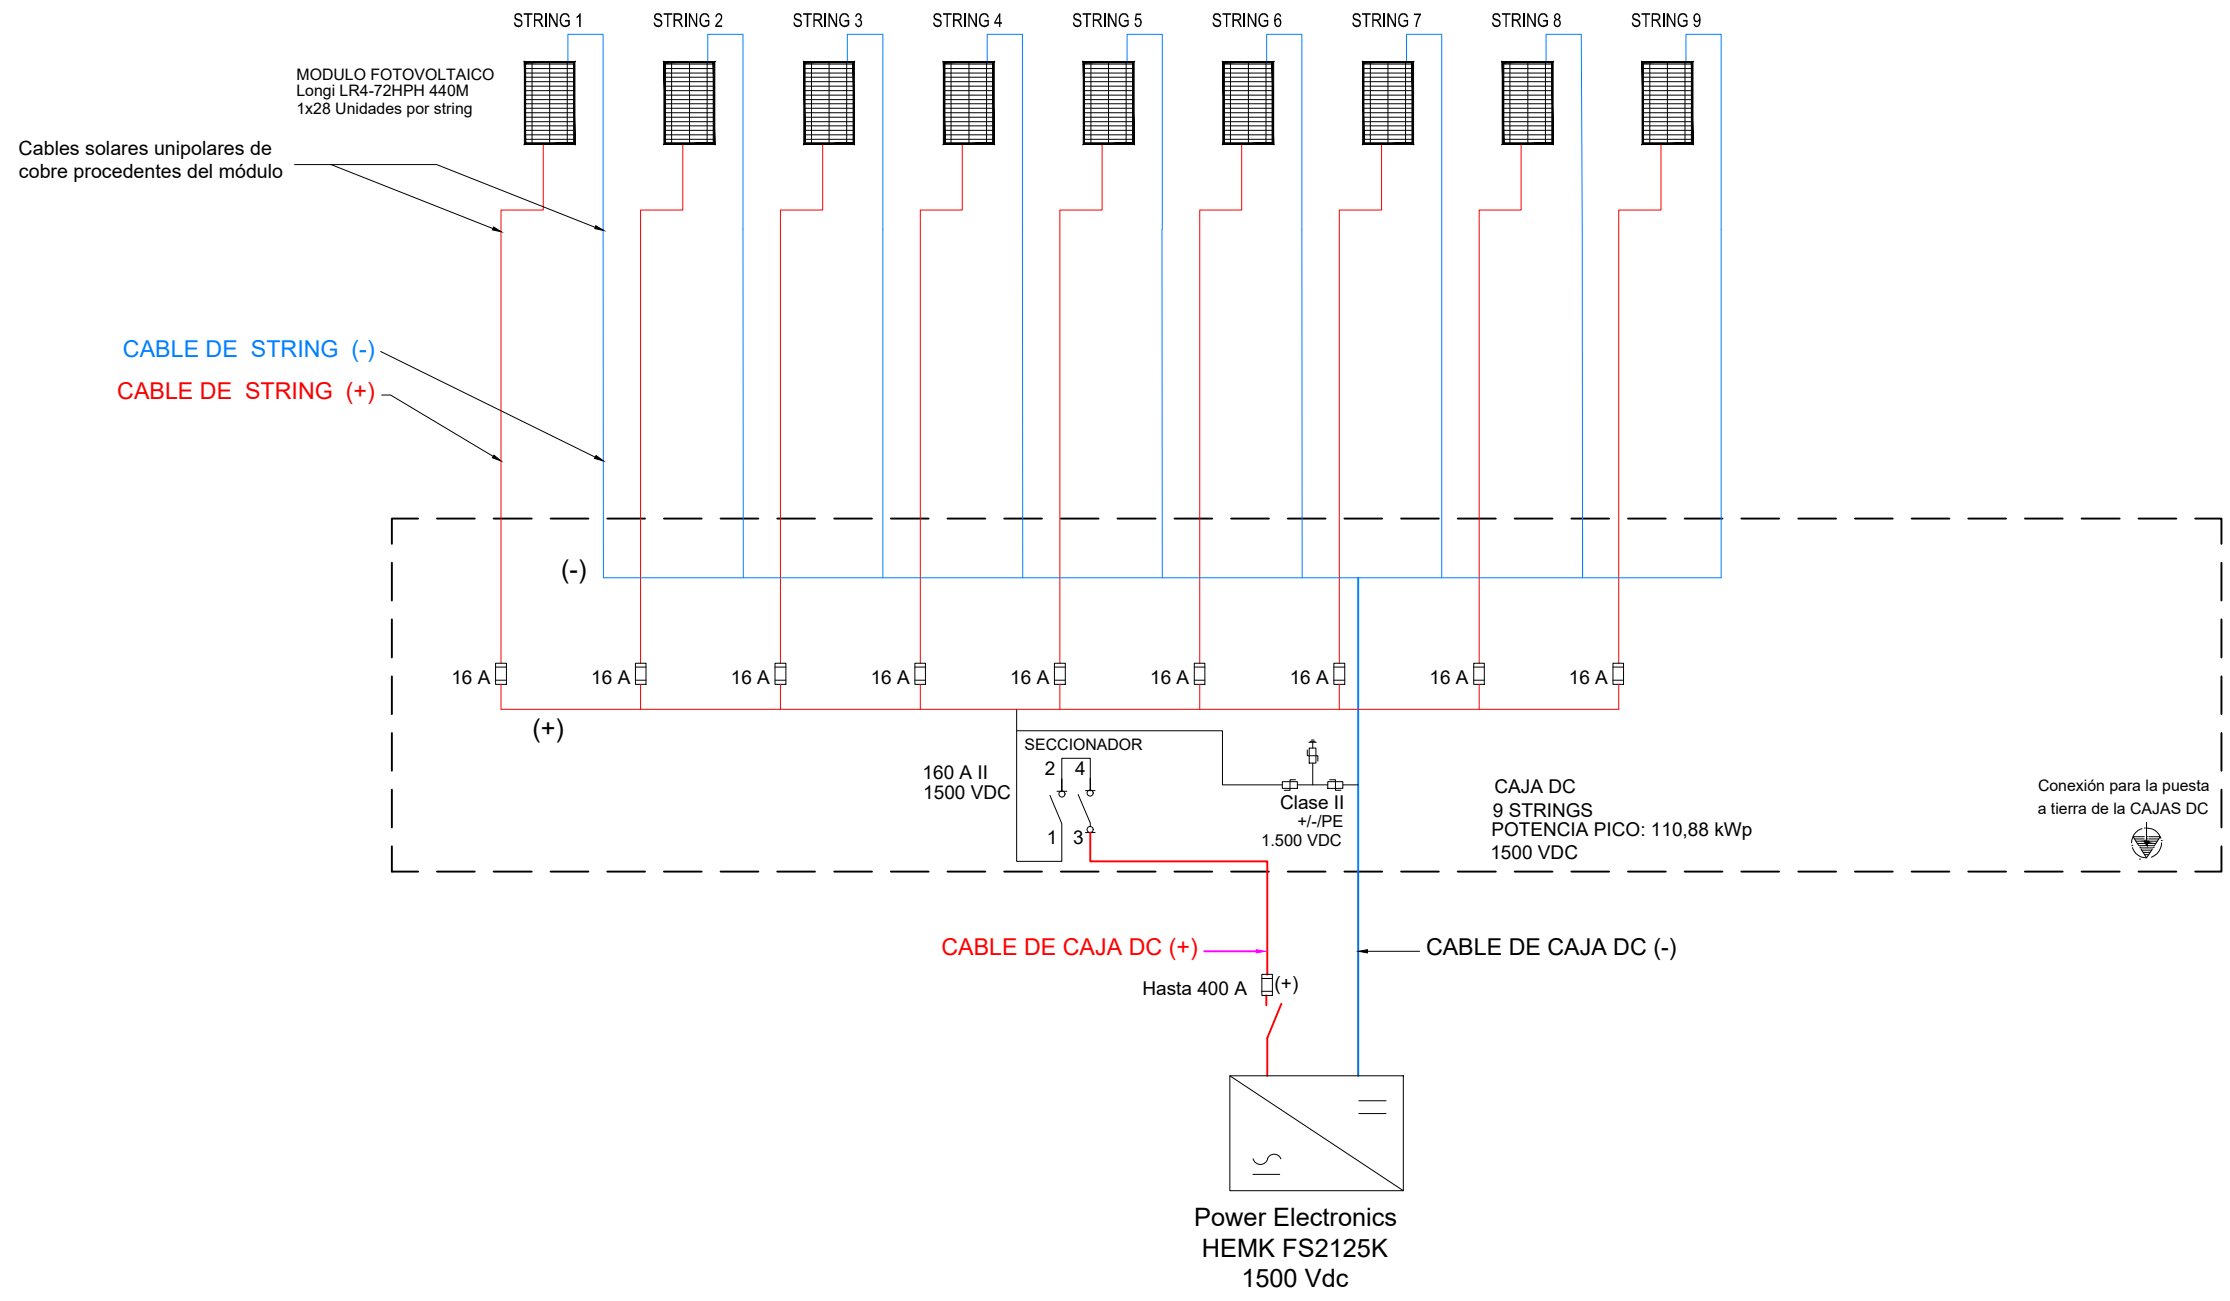 STRING 1
STRING 2
STRING 3
STRING 4
STRING 5
STRING 6
STRING 7
STRING 8
STRING 9
MODULO FOTOVOLTAICO
Longi LR4-72HPH 440M
1x28 Unidades por string
Cables solares unipolares de
cobre procedentes del módulo
CABLE DE STRING (-)
CABLE DE STRING (+)
(-)
16 A
16 A
16 A
16 A
16 A
16 A
16 A
16 A
16 A
(+)
SECCIONADOR
160 A II
1500 VDC
2
4
1
3
Clase II
+/-/PE
1.500 VDC
CAJA DC
9 STRINGS
POTENCIA PICO: 110,88 kWp
1500 VDC
Conexión para la puesta
a tierra de la CAJAS DC
CABLE DE CAJA DC (+)
CABLE DE CAJA DC (-)
Hasta 400 A
(+)
Power Electronics
HEMK FS2125K
1500 Vdc